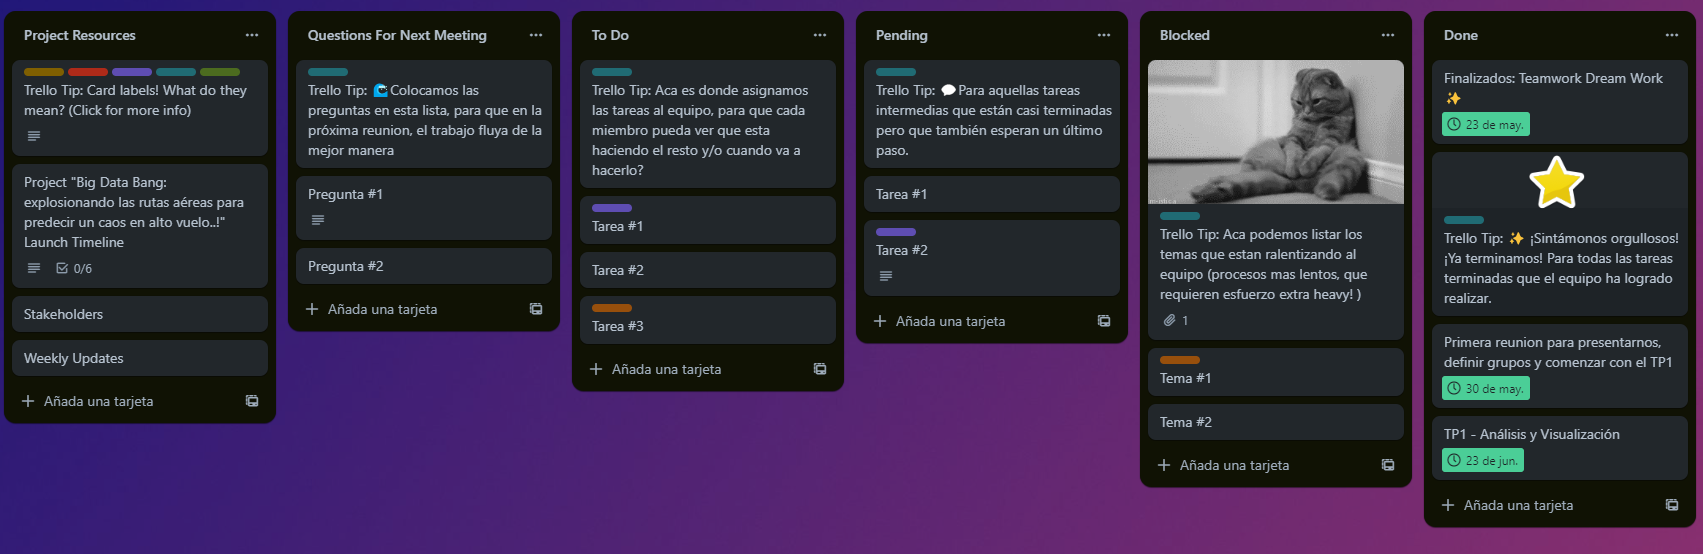 Project Resources
Trello Tip: Card labels! What do they
mean? (Click for more info)
Project "Big Data Bang:
explosionando las rutas aéreas para
predecir un caos en alto vuelo..!"
Launch Timeline
0/6
Stakeholders
Weekly Updates
Añada una tarjeta
Questions For Next Meeting
Trello Tip: 🌊Colocamos las
preguntas en esta lista, para que en la
próxima reunion, el trabajo fluya de la
mejor manera
Pregunta #1
Pregunta #2
Añada una tarjeta
To Do
Trello Tip: Aca es donde asignamos
las tareas al equipo, para que cada
miembro pueda ver que esta
haciendo el resto y/o cuando va a
hacerlo?
Tarea #1
Tarea #2
Tarea #3
Añada una tarjeta
Pending
Trello Tip: 💬Para aquellas tareas
intermedias que están casi terminadas
pero que también esperan un último
paso.
Tarea #1
Tarea #2
Añada una tarjeta
Blocked
Trello Tip: Aca podemos listar los
temas que estan ralentizando al
equipo (procesos mas lentos, que
requieren esfuerzo extra heavy! )
1
Tema #1
Tema #2
Añada una tarjeta
Done
Finalizados: Teamwork Dream Work
✨
23 de may.
Trello Tip: ✨ ¡Sintámonos orgullosos!
¡Ya terminamos! Para todas las tareas
terminadas que el equipo ha logrado
realizar.
Primera reunion para presentarnos,
definir grupos y comenzar con el TP1
30 de may.
TP1 - Análisis y Visualización
23 de jun.
Añada una tarjeta